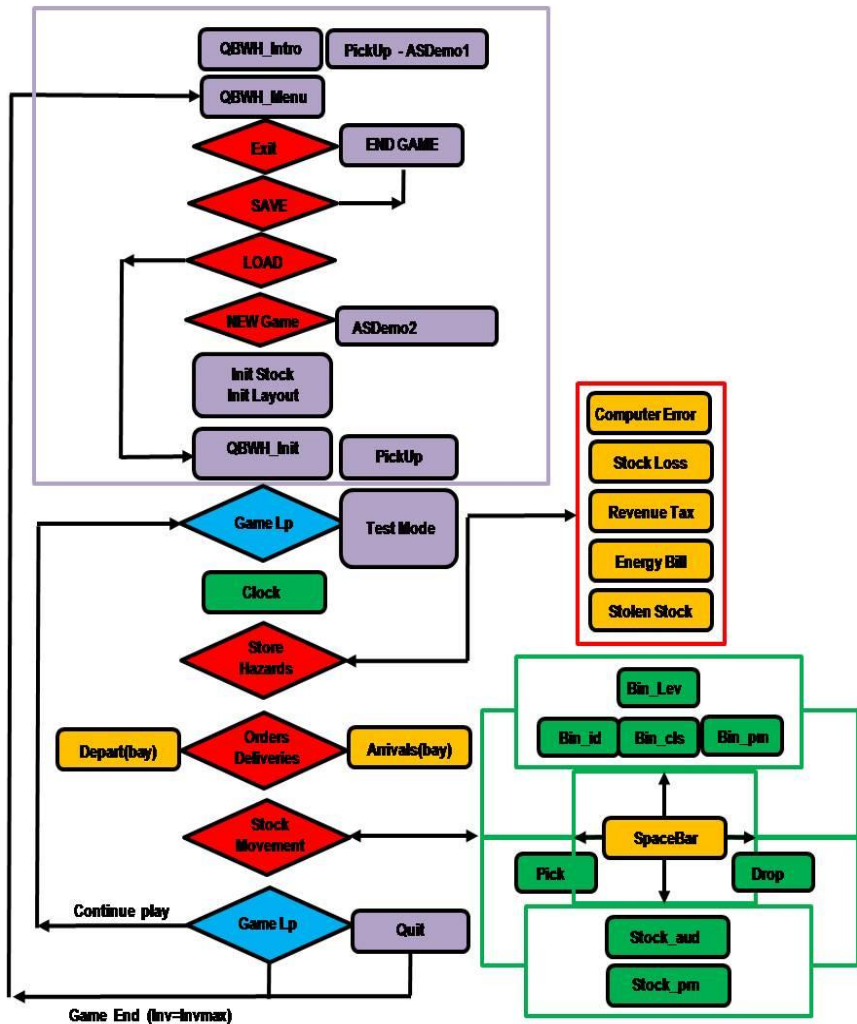 QBWH_Intro
PickUp - ASDemo1
QBWH_Menu
Exit
END GAME
SAVE
LOAD
NEW Game
ASDemo2
Init Stock
Init Layout
QBWH_Init
PickUp
Game Lp
Test Mode
Clock
Store
Hazards
Computer Error
Stock Loss
Revenue Tax
Energy Bill
Stolen Stock
Depart(bay)
Orders
Deliveries
Arrivals(bay)
Stock
Movement
Bin_Lev
Bin_id
Bin_cls
Bin_pm
SpaceBar
Pick
Drop
Stock_aud
Stock_pm
Continue play
Game Lp
Quit
Game End (Inv=Invmax)